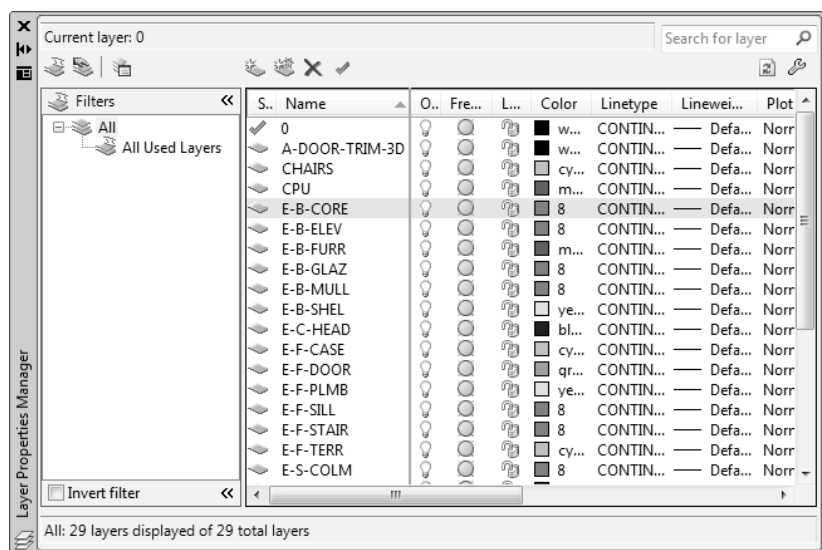 Current layer: 0
Search for layer
Filters
All
All Used Layers
Invert filter
S.. Name O.. Fre... L... Color Linetype Linewei... Plot
0 w... CONTIN... Defa... Norr
A-DOOR-TRIM-3D w... CONTIN... Defa... Norr
CHAIRS cy... CONTIN... Defa... Norr
CPU m... CONTIN... Defa... Norr
E-B-CORE 8 CONTIN... Defa... Norr
E-B-ELEV 8 CONTIN... Defa... Norr
E-B-FURR m... CONTIN... Defa... Norr
E-B-GLAZ 8 CONTIN... Defa... Norr
E-B-MULL 8 CONTIN... Defa... Norr
E-B-SHEL ye... CONTIN... Defa... Norr
E-C-HEAD bl... CONTIN... Defa... Norr
E-F-CASE cy... CONTIN... Defa... Norr
E-F-DOOR gr... CONTIN... Defa... Norr
E-F-PLMB ye... CONTIN... Defa... Norr
E-F-SILL 8 CONTIN... Defa... Norr
E-F-STAIR 8 CONTIN... Defa... Norr
E-F-TERR cy... CONTIN... Defa... Norr
E-S-COLM 8 CONTIN... Defa... Norr
All: 29 layers displayed of 29 total layers
Layer Properties Manager